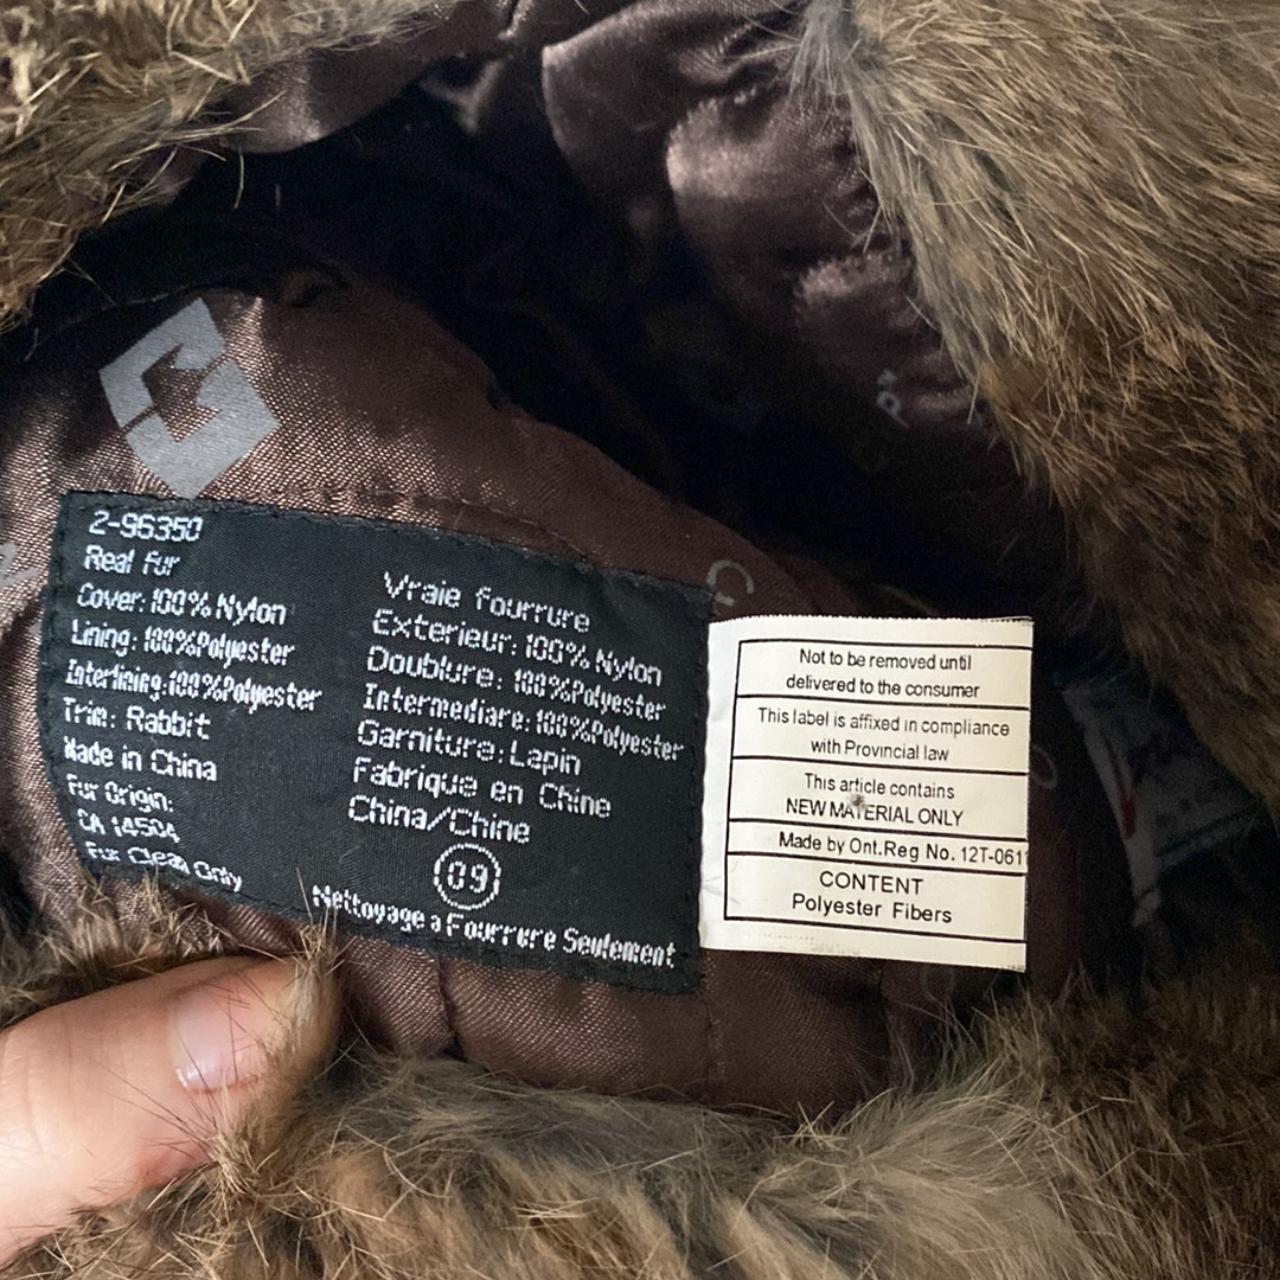 2-96350
Real fur
Cover: 100% Nylon
Lining: 100%Polyester
Interlining:100%Polyester
Trim: Rabbit
Made in China
Fur Origin:
CA 14504
Fur Clean Only
Vraie fourrure
Exterieur: 100% Nylon
Doublure: 100%Polyester
Intermediare: 100%Polyester
Garniture: Lapin
Fabrique en Chine
China/Chine
09
Nettoyage a Fourrure Seulement
Not to be removed until
delivered to the consumer
This label is affixed in compliance
with Provincial law
This article contains
NEW MATERIAL ONLY
Made by Ont.Reg No. 12T-061
CONTENT
Polyester Fibers